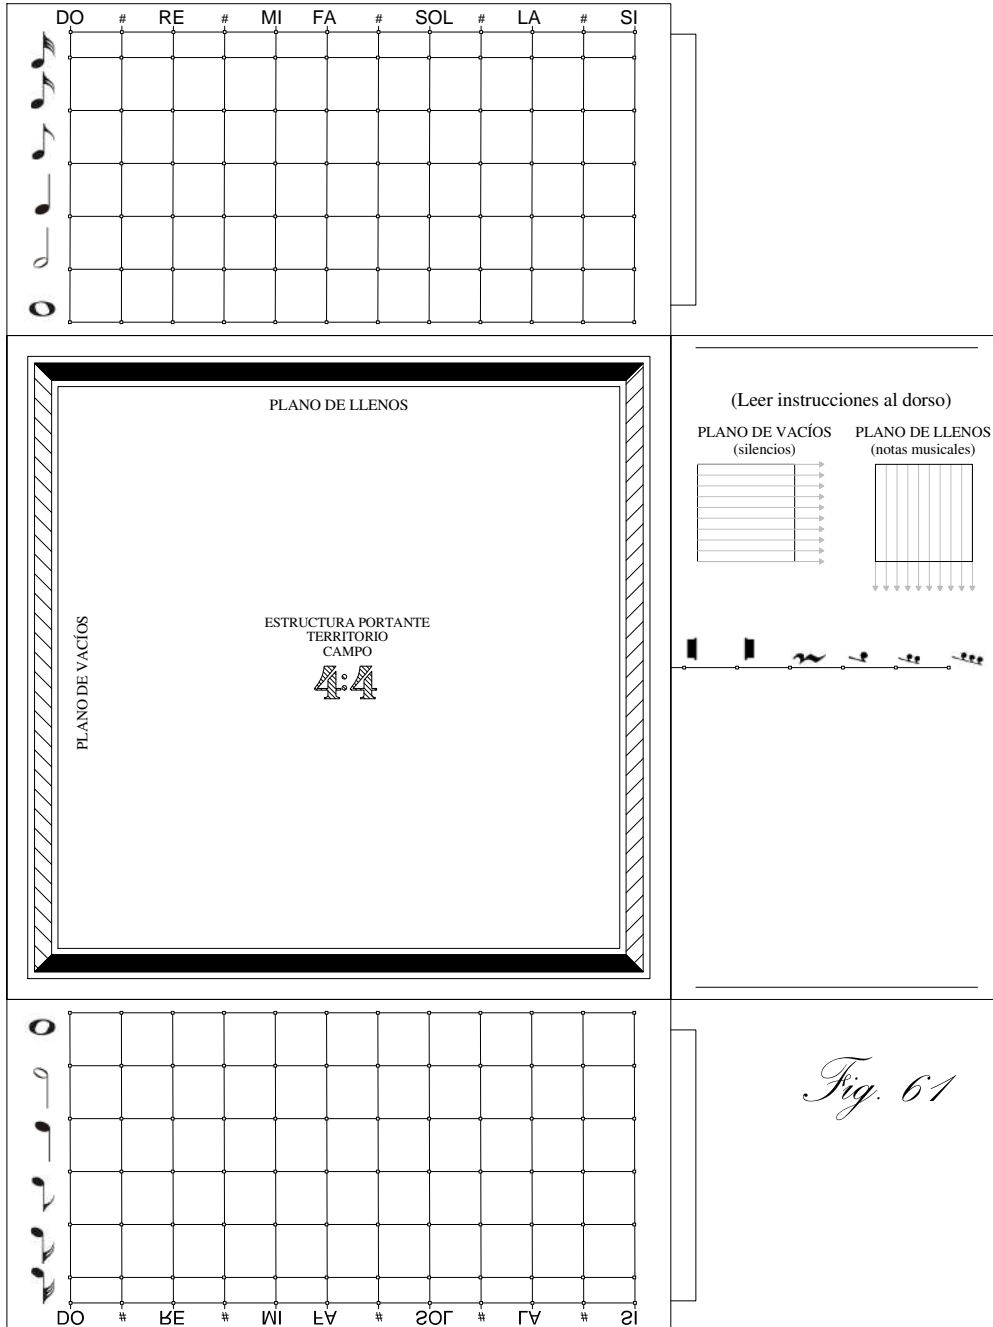 DO # RE # MI FA # SOL # LA # SI
PLANO DE LLENOS
PLANO DE VACÍOS
ESTRUCTURA PORTANTE
TERRITORIO
CAMPO
4:4
(Leer instrucciones al dorso)
PLANO DE VACÍOS
(silencios)
PLANO DE LLENOS
(notas musicales)
Fig. 61
DO # RE # MI FA # SOL # LA # SI